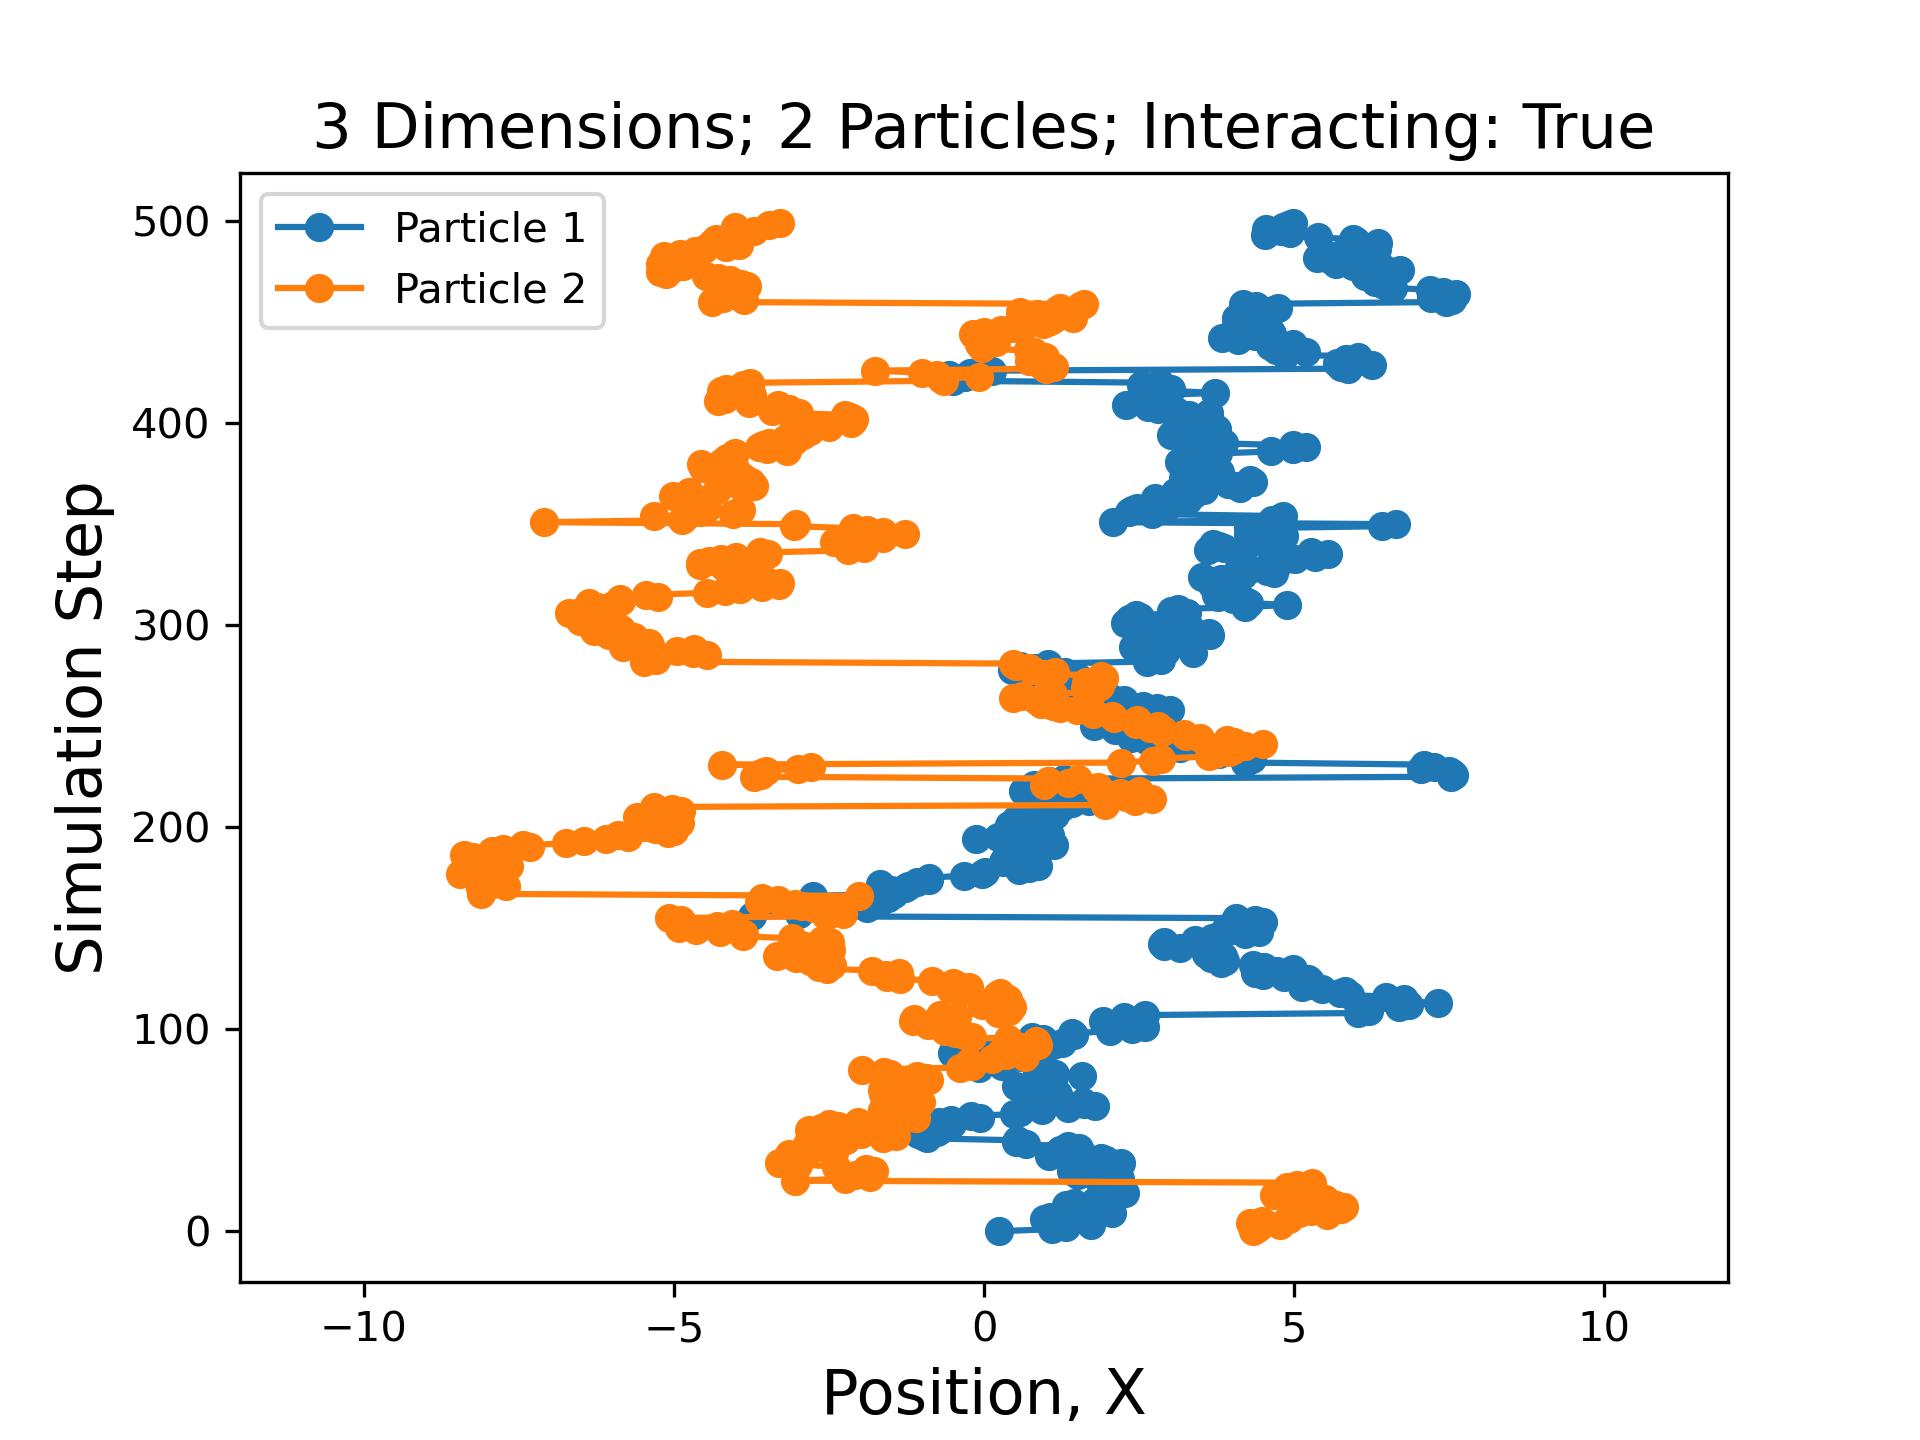 3 Dimensions; 2 Particles; Interacting: True
Particle 1
Particle 2
500
400
300
200
100
0
Simulation Step
−10
−5
0
5
10
Position, X